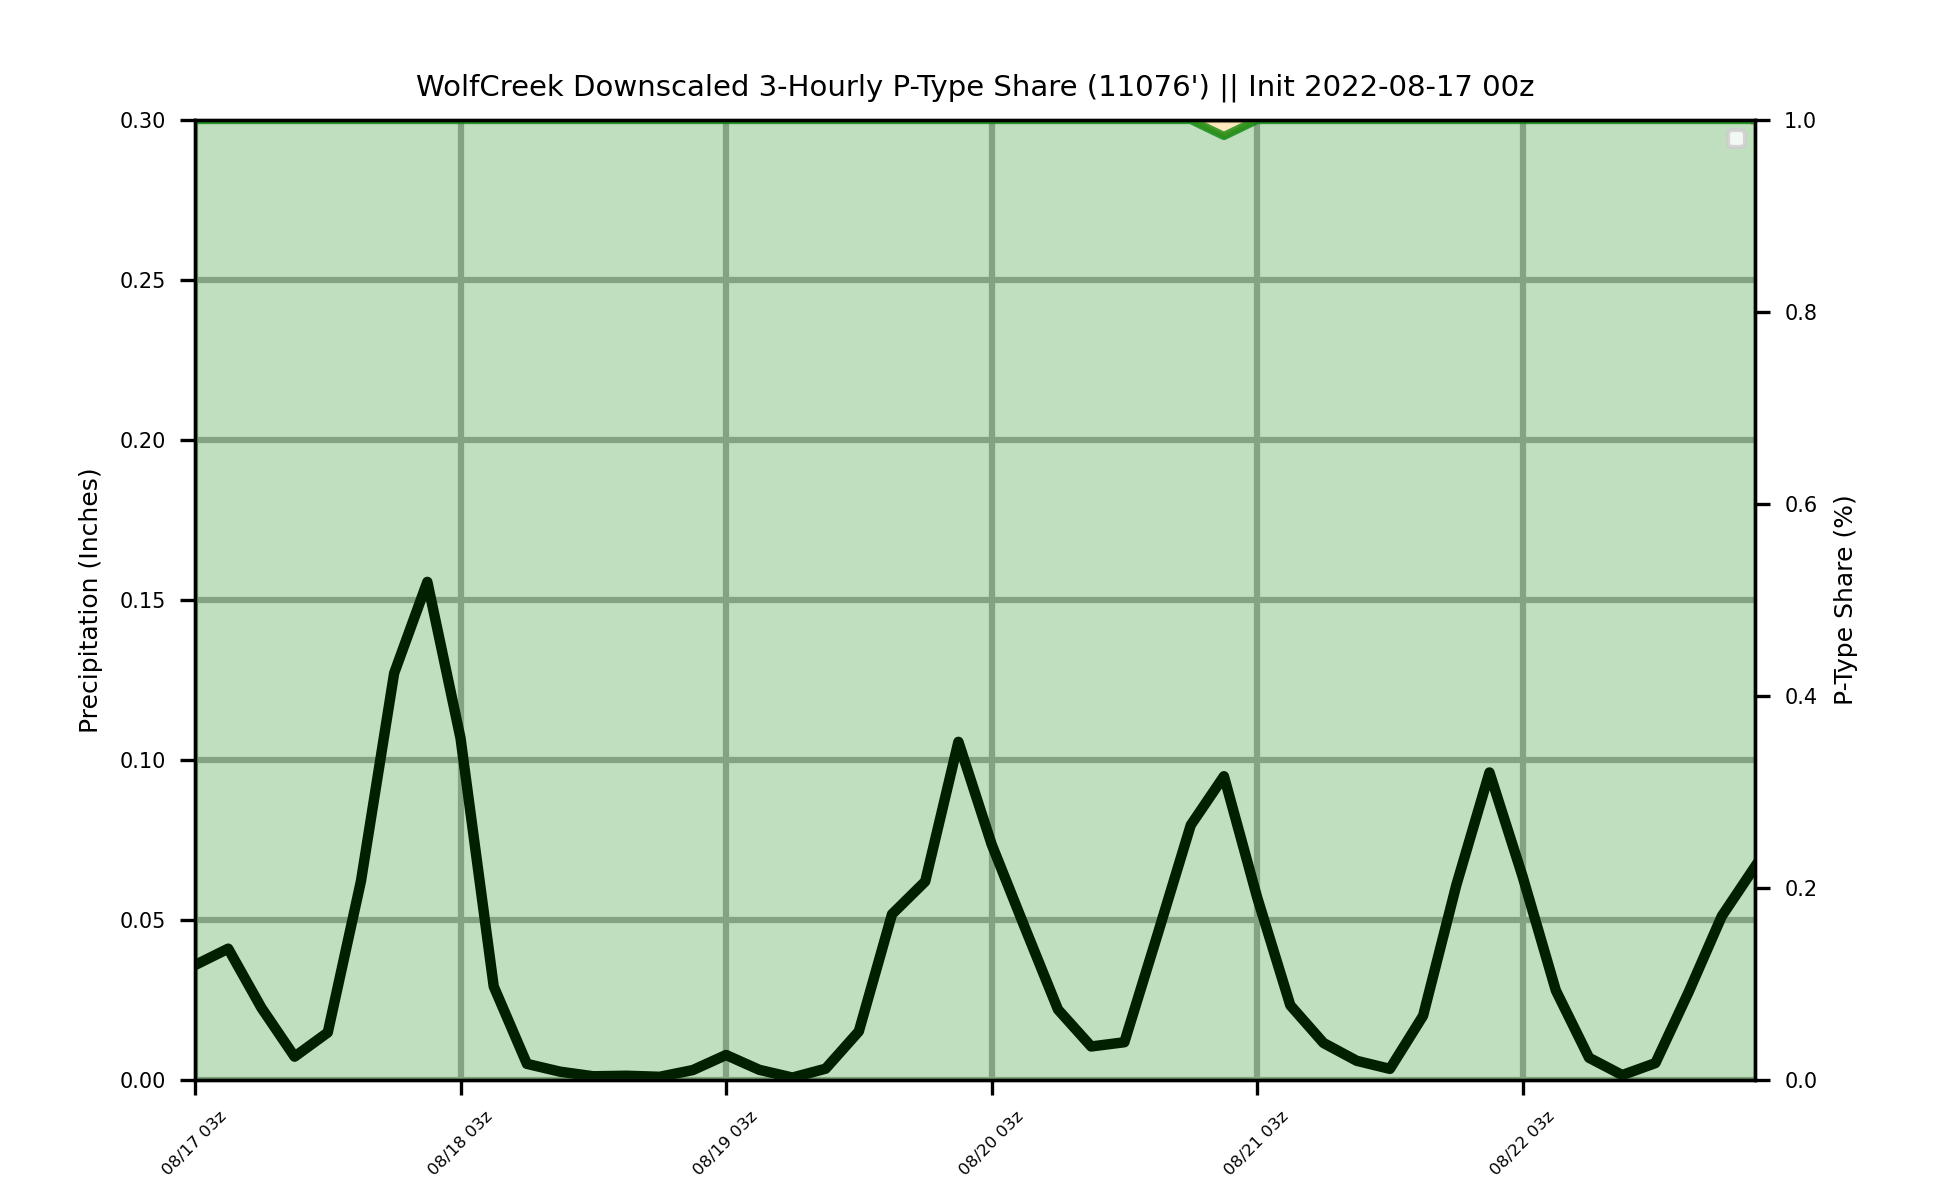 WolfCreek Downscaled 3-Hourly P-Type Share (11076') || Init 2022-08-17 00z
0.30
0.25
0.20
0.15
0.10
0.05
0.00
Precipitation (Inches)
1.0
0.8
0.6
0.4
0.2
0.0
P-Type Share (%)
08/17 03z
08/18 03z
08/19 03z
08/20 03z
08/21 03z
08/22 03z